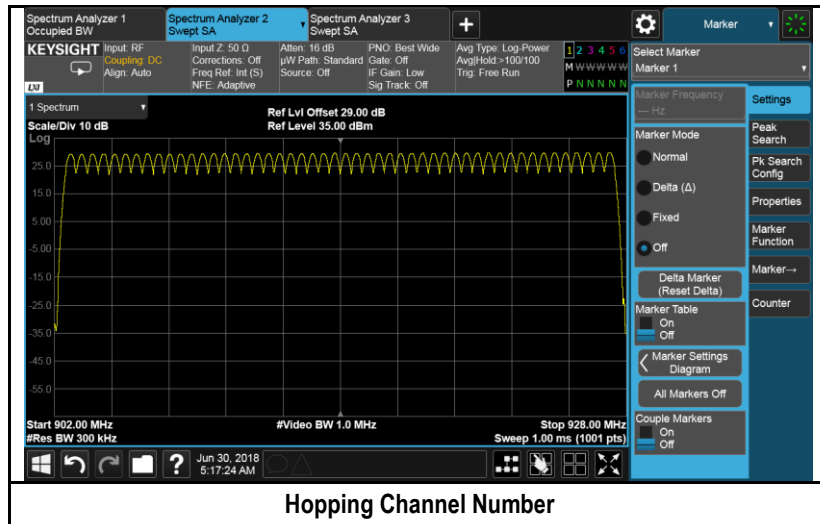 Spectrum Analyzer 1
Occupied BW
Spectrum Analyzer 2
Swept SA
Spectrum Analyzer 3
Swept SA
+
Marker
KEYSIGHT
LXI
Input: RF
Coupling: DC
Align: Auto
Input Z: 50 Ω
Corrections: Off
Freq Ref: Int (S)
NFE: Adaptive
Atten: 16 dB
µW Path: Standard
Source: Off
PNO: Best Wide
Gate: Off
IF Gain: Low
Sig Track: Off
Avg Type: Log-Power
Avg|Hold:>100/100
Trig: Free Run
1 2 3 4 5 6
M W W W W W
P N N N N N
Select Marker
Marker 1
1 Spectrum
Scale/Div 10 dB
Log
Ref Lvl Offset 29.00 dB
Ref Level 35.00 dBm
25.0
15.0
5.00
-5.00
-15.0
-25.0
-35.0
-45.0
-55.0
Start 902.00 MHz
#Res BW 300 kHz
#Video BW 1.0 MHz
Stop 928.00 MHz
Sweep 1.00 ms (1001 pts)
Marker Frequency
--- Hz
Marker Mode
Normal
Delta (Δ)
Fixed
Off
Delta Marker
(Reset Delta)
Marker Table
On
Off
Marker Settings
Diagram
All Markers Off
Couple Markers
On
Off
Settings
Peak
Search
Pk Search
Config
Properties
Marker
Function
Marker→
Counter
?
Jun 30, 2018
5:17:24 AM
Hopping Channel Number